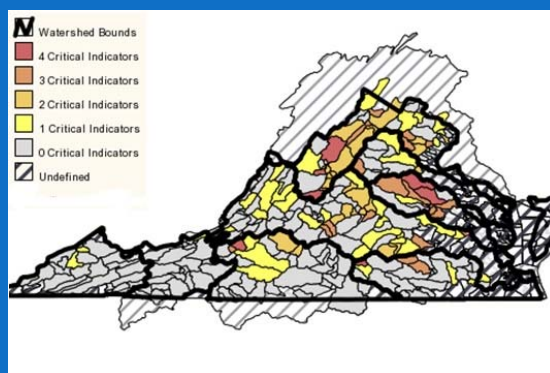 Watershed Bounds
4 Critical Indicators
3 Critical Indicators
2 Critical Indicators
1 Critical Indicators
0 Critical Indicators
Undefined